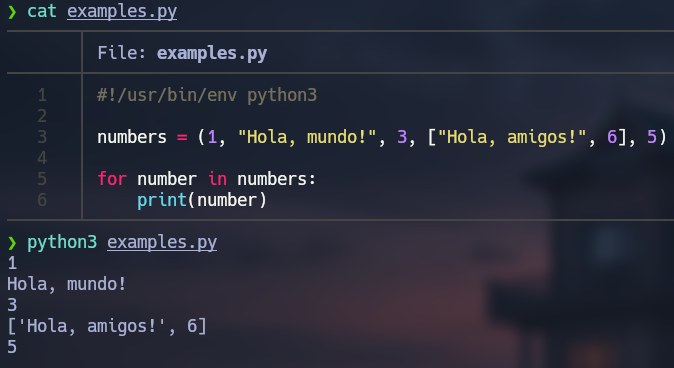 ❯ cat examples.py
File: examples.py
1 #!/usr/bin/env python3
2
3 numbers = (1, "Hola, mundo!", 3, ["Hola, amigos!", 6], 5)
4
5 for number in numbers:
6     print(number)
❯ python3 examples.py
1
Hola, mundo!
3
['Hola, amigos!', 6]
5